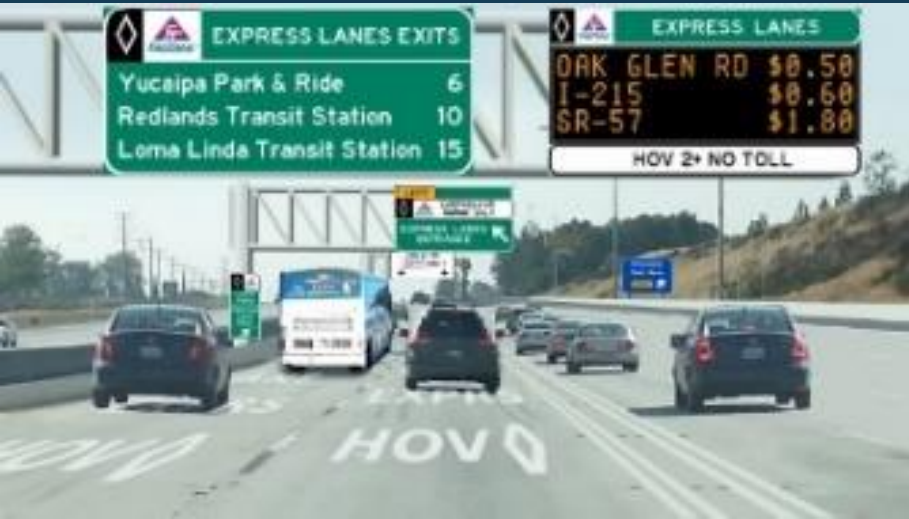 EXPRESS LANES EXITS
Yucaipa Park & Ride 6
Redlands Transit Station 10
Loma Linda Transit Station 15
EXPRESS LANES
OAK GLEN RD $0.50
I-215 $0.60
SR-57 $1.80
HOV 2+ NO TOLL
EXPRESS LANES
ENTRANCE
HOV
HOV